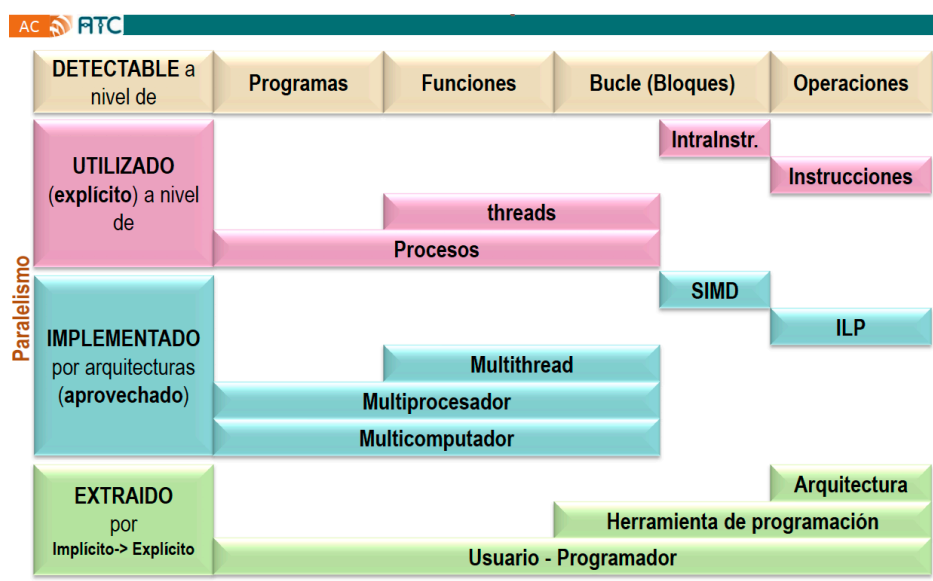 AC ATC
DETECTABLE a
nivel de
Programas
Funciones
Bucle (Bloques)
Operaciones
Paralelismo
UTILIZADO
(explícito) a nivel
de
IntraInstr.
Instrucciones
threads
Procesos
IMPLEMENTADO
por arquitecturas
(aprovechado)
SIMD
ILP
Multithread
Multiprocesador
Multicomputador
EXTRAIDO
por
Implícito-> Explícito
Arquitectura
Herramienta de programación
Usuario - Programador